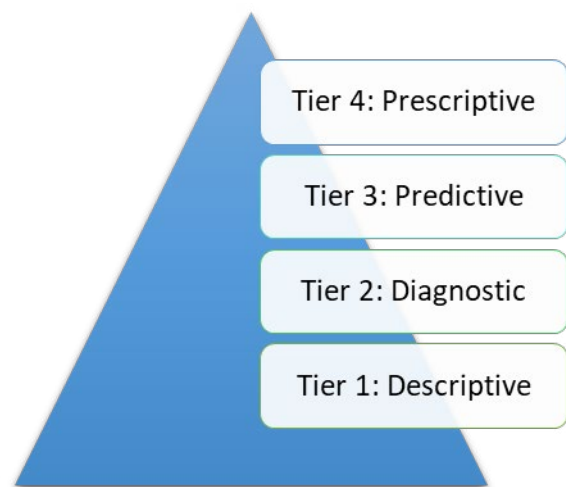 Tier 4: Prescriptive
Tier 3: Predictive
Tier 2: Diagnostic
Tier 1: Descriptive